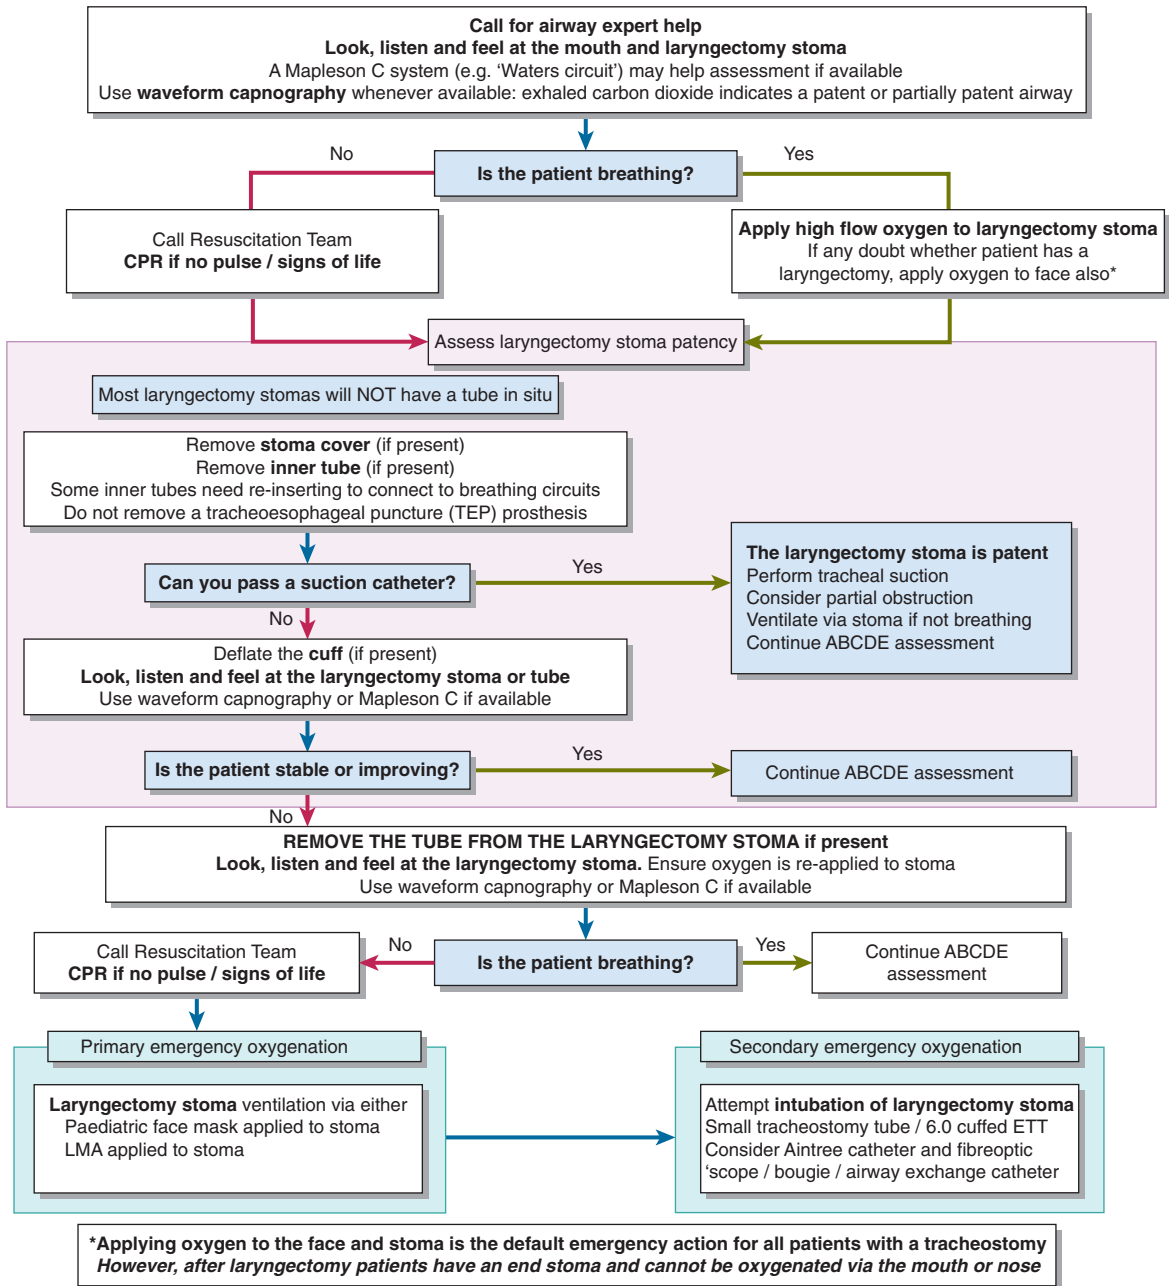 Call for airway expert help
Look, listen and feel at the mouth and laryngectomy stoma
A Mapleson C system (e.g. ‘Waters circuit’) may help assessment if available
Use waveform capnography whenever available: exhaled carbon dioxide indicates a patent or partially patent airway
No
Is the patient breathing?
Yes
Call Resuscitation Team
CPR if no pulse / signs of life
Apply high flow oxygen to laryngectomy stoma
If any doubt whether patient has a
laryngectomy, apply oxygen to face also*
Assess laryngectomy stoma patency
Most laryngectomy stomas will NOT have a tube in situ
Remove stoma cover (if present)
Remove inner tube (if present)
Some inner tubes need re-inserting to connect to breathing circuits
Do not remove a tracheoesophageal puncture (TEP) prosthesis
Can you pass a suction catheter?
Yes
The laryngectomy stoma is patent
Perform tracheal suction
Consider partial obstruction
Ventilate via stoma if not breathing
Continue ABCDE assessment
No
Deflate the cuff (if present)
Look, listen and feel at the laryngectomy stoma or tube
Use waveform capnography or Mapleson C if available
Is the patient stable or improving?
Yes
Continue ABCDE assessment
No
REMOVE THE TUBE FROM THE LARYNGECTOMY STOMA if present
Look, listen and feel at the laryngectomy stoma. Ensure oxygen is re-applied to stoma
Use waveform capnography or Mapleson C if available
Call Resuscitation Team
CPR if no pulse / signs of life
No
Is the patient breathing?
Yes
Continue ABCDE
assessment
Primary emergency oxygenation
Laryngectomy stoma ventilation via either
Paediatric face mask applied to stoma
LMA applied to stoma
Secondary emergency oxygenation
Attempt intubation of laryngectomy stoma
Small tracheostomy tube / 6.0 cuffed ETT
Consider Aintree catheter and fibreoptic
‘scope / bougie / airway exchange catheter
*Applying oxygen to the face and stoma is the default emergency action for all patients with a tracheostomy
However, after laryngectomy patients have an end stoma and cannot be oxygenated via the mouth or nose